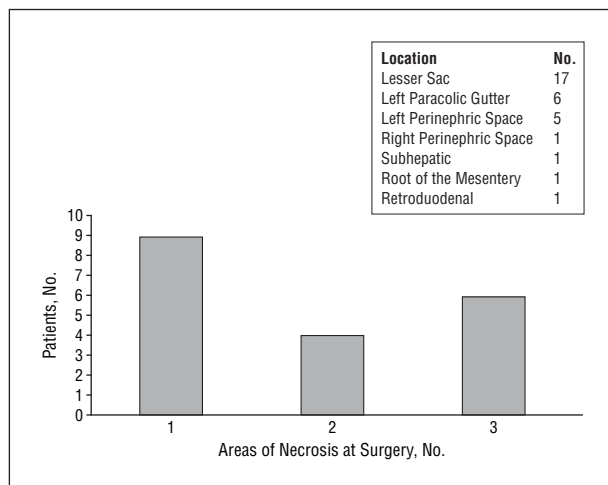 Location No.
Lesser Sac 17
Left Paracolic Gutter 6
Left Perinephric Space 5
Right Perinephric Space 1
Subhepatic 1
Root of the Mesentery 1
Retroduodenal 1
Patients, No.
10
9
8
7
6
5
4
3
2
1
0
1 2 3
Areas of Necrosis at Surgery, No.